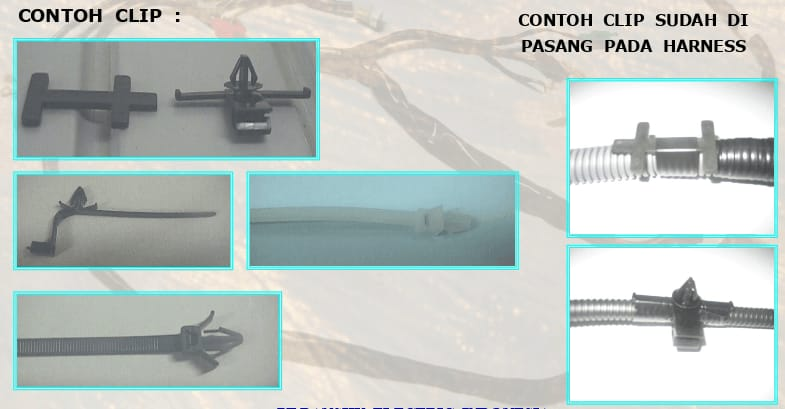 CONTOH CLIP :
CONTOH CLIP SUDAH DI
PASANG PADA HARNESS